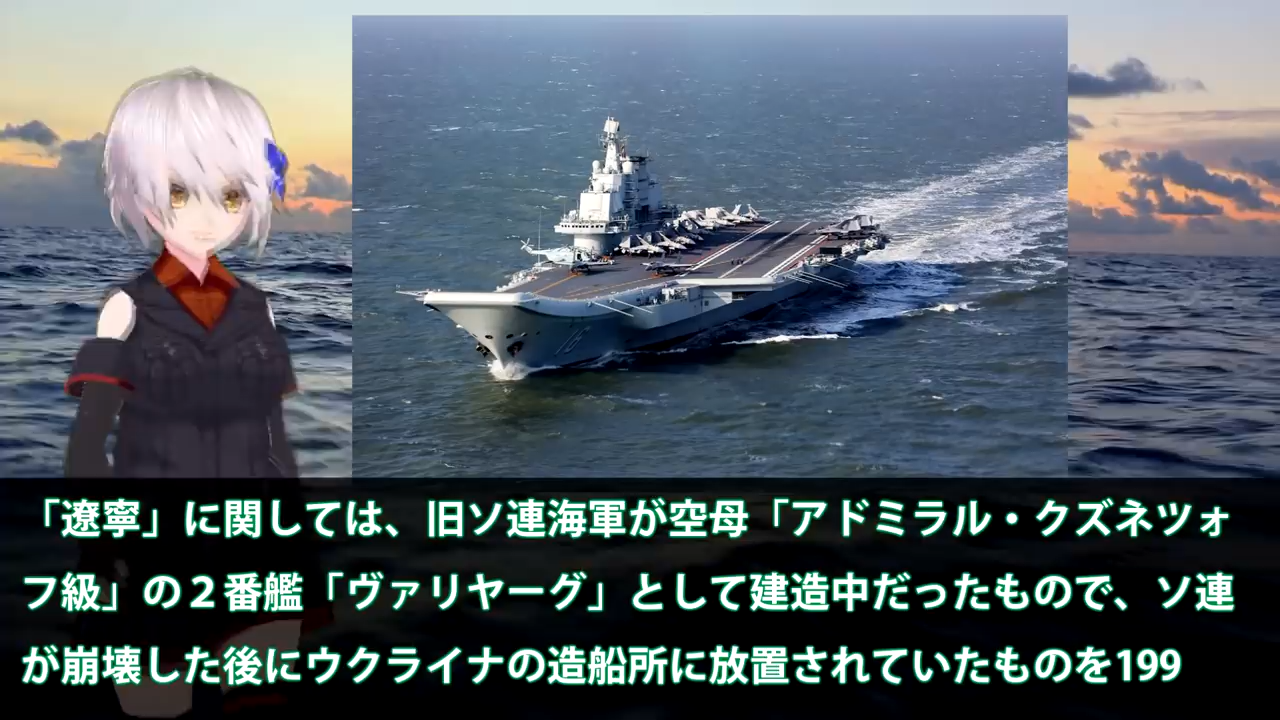 16
「遼寧」に関しては、旧ソ連海軍が空母「アドミラル・クズネツォ
フ級」の２番艦「ヴァリヤーグ」として建造中だったもので、ソ連
が崩壊した後にウクライナの造船所に放置されていたものを199